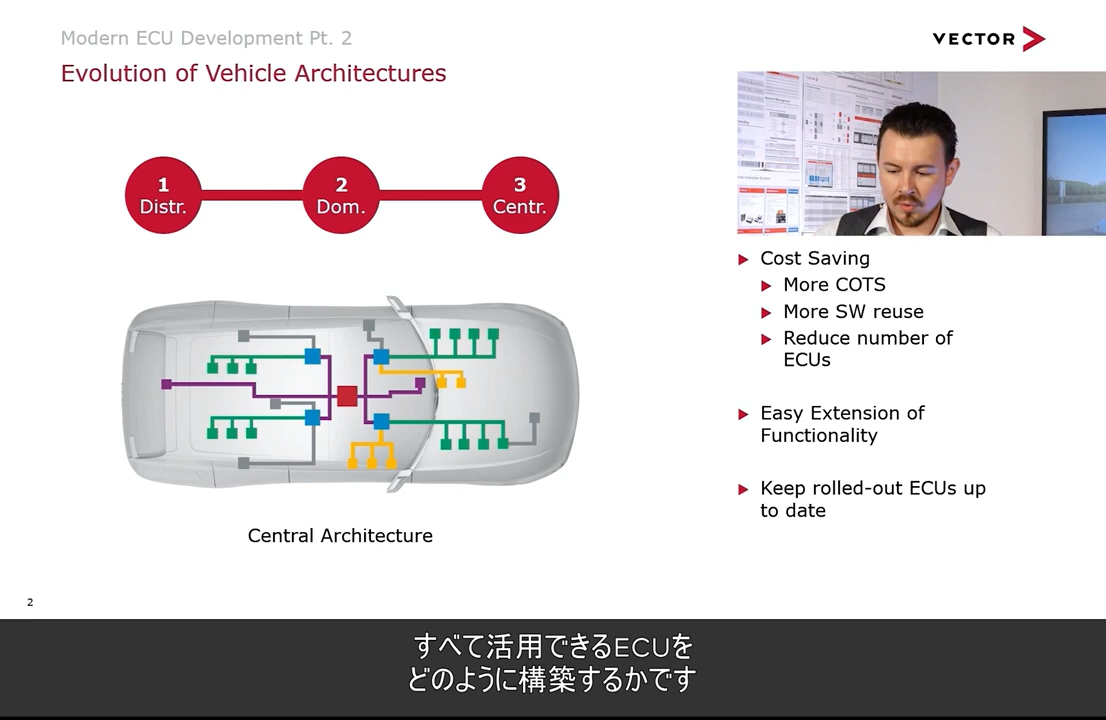 Modern ECU Development Pt. 2
VECTOR
Evolution of Vehicle Architectures
1
Distr.
2
Dom.
3
Centr.
Cost Saving
More COTS
More SW reuse
Reduce number of
ECUs
Easy Extension of
Functionality
Keep rolled-out ECUs up
to date
Central Architecture
2
すべて活用できるECUを
どのように構築するかです